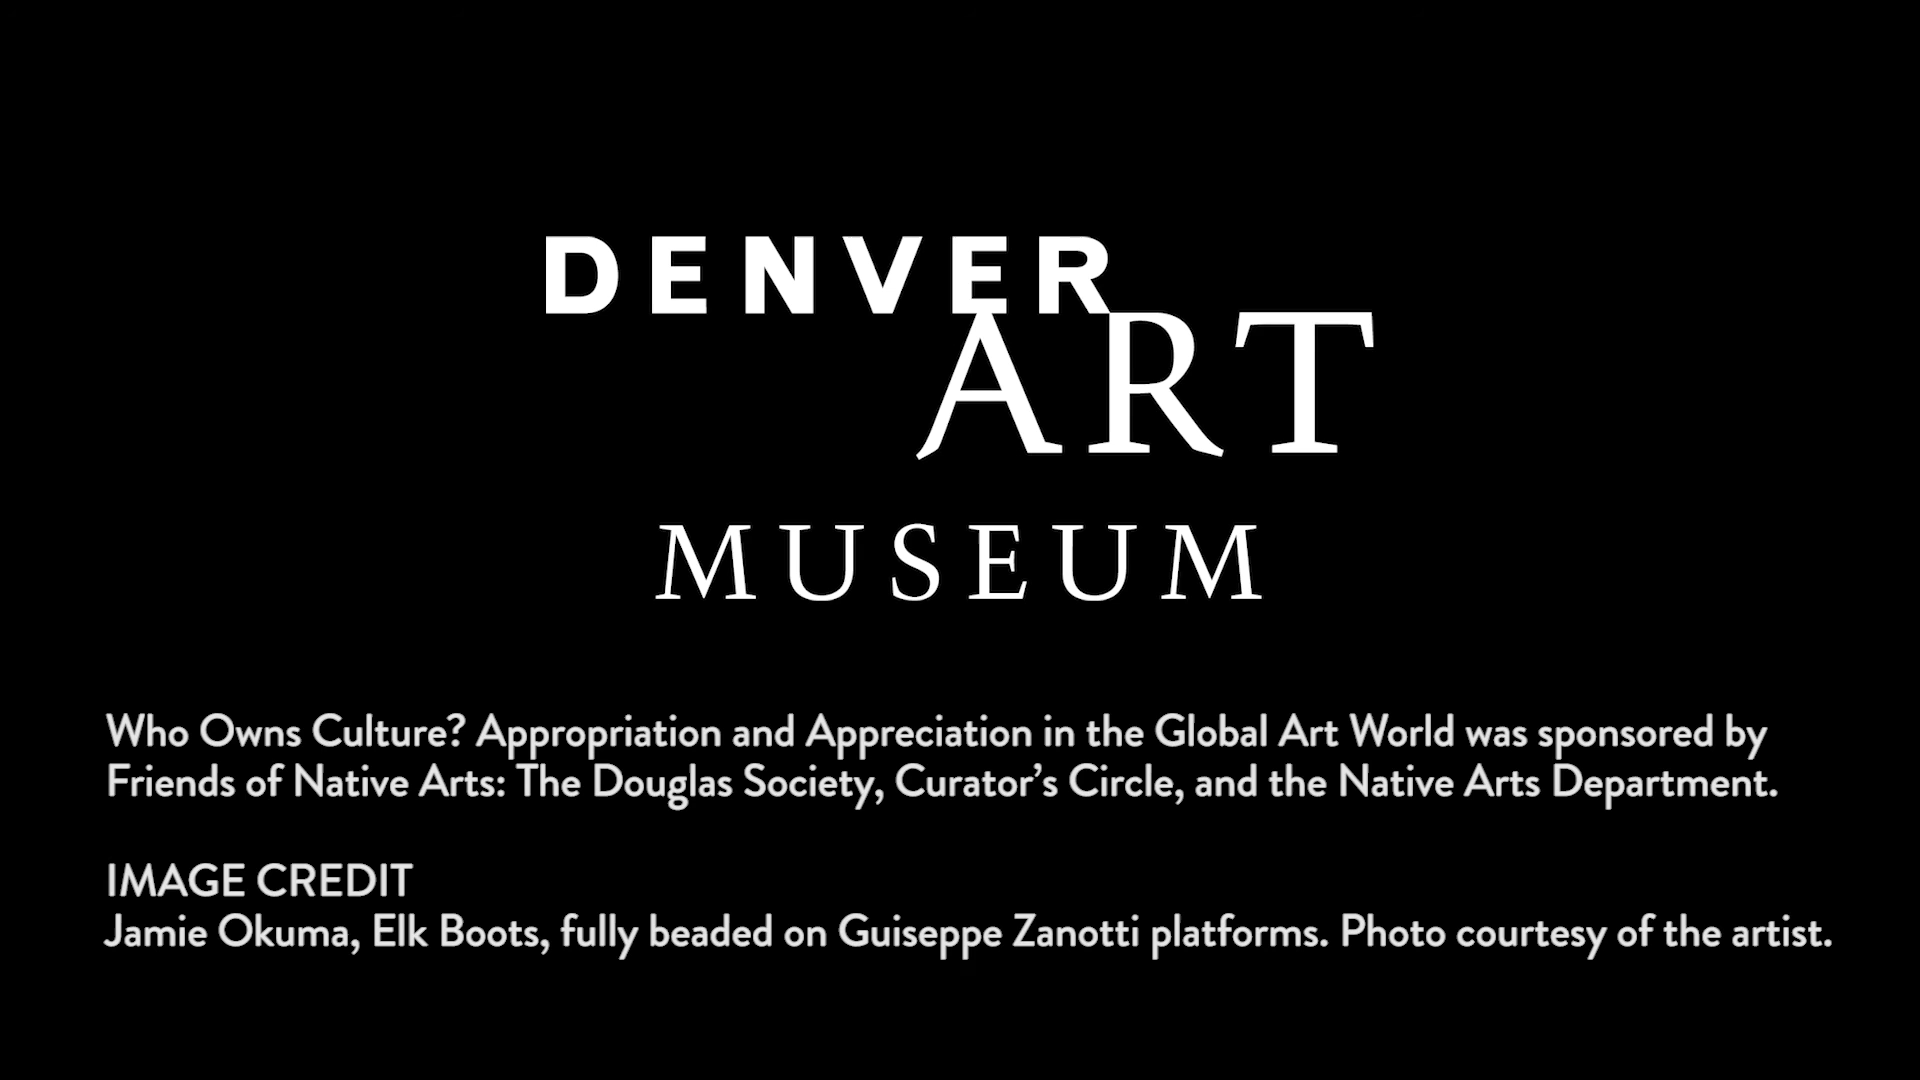 DENVER
ART
MUSEUM
Who Owns Culture? Appropriation and Appreciation in the Global Art World was sponsored by
Friends of Native Arts: The Douglas Society, Curator’s Circle, and the Native Arts Department.
IMAGE CREDIT
Jamie Okuma, Elk Boots, fully beaded on Guiseppe Zanotti platforms. Photo courtesy of the artist.